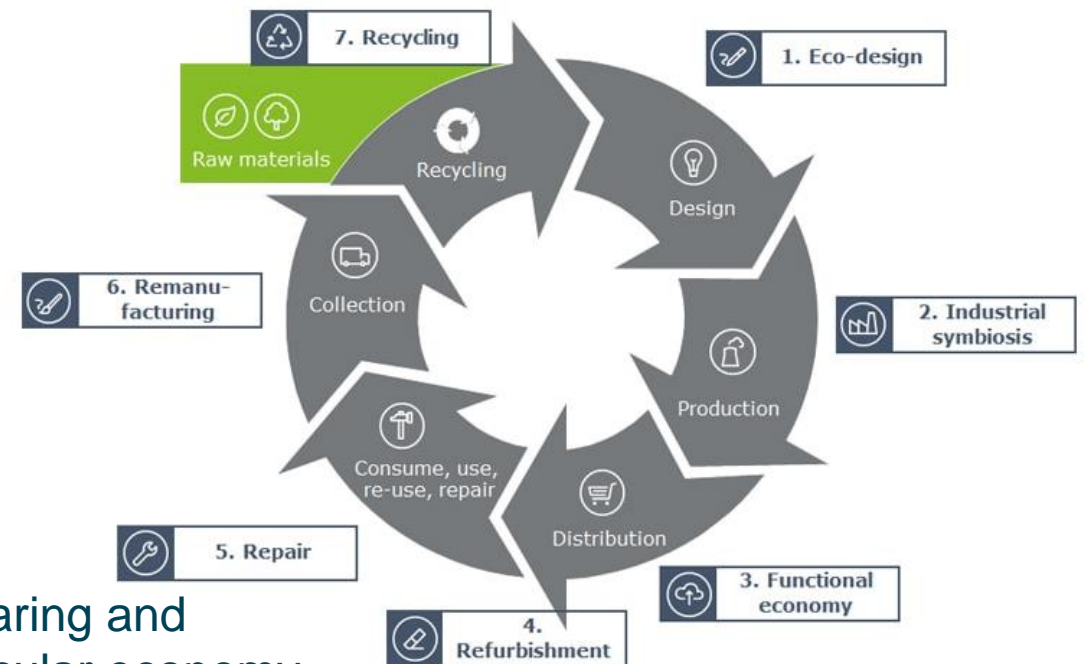 7. Recycling
1. Eco-design
Raw materials
Recycling
Design
6. Remanu-
facturing
Collection
2. Industrial
symbiosis
Production
Consume, use,
re-use, repair
Distribution
5. Repair
3. Functional
economy
4.
Refurbishment
and
economy